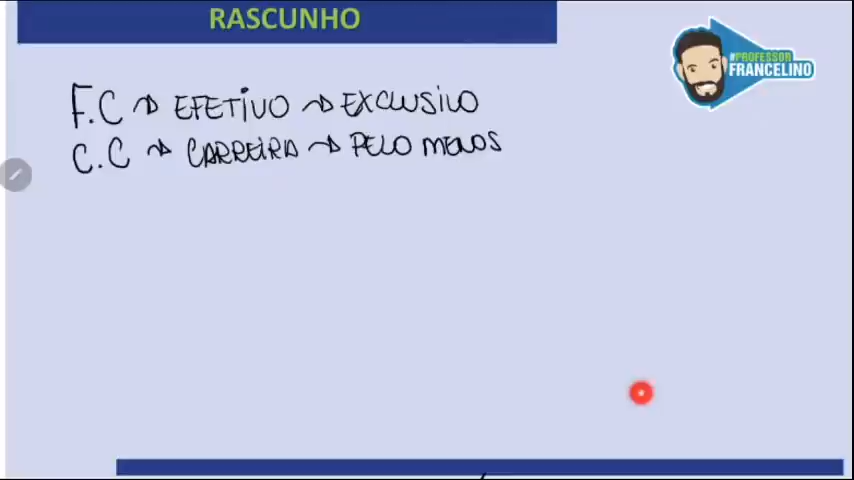 RASCUNHO
#PROFESSOR
FRANCELINO
F.C → EFETIVO → EXCLUSIVO
C.C → CARREIRA → PELO MENOS